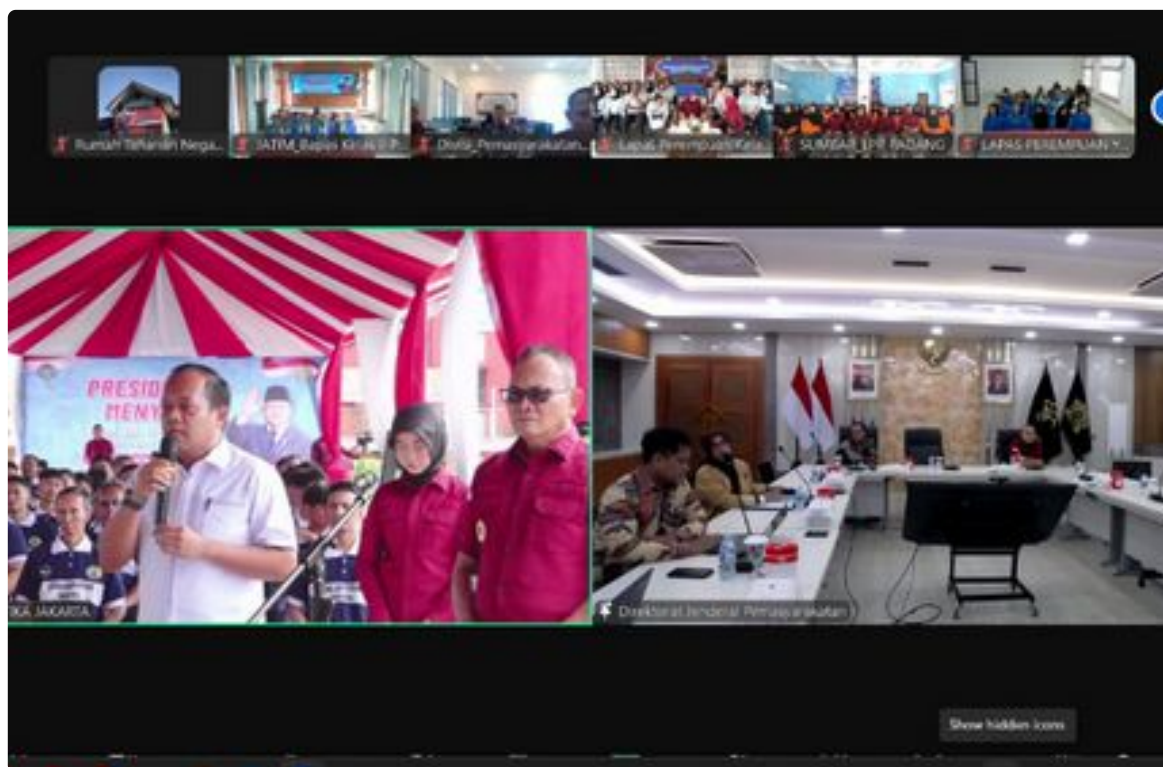 Rumah Tahanan Nega...
JATIM_Bapas Kelas I P...
Divisi_Pemasyarakatan...
Lapas Perempuan Kela...
SUMBAR_LPP PADANG
LAPAS PEREMPUAN Y...
PRESID
MENY
IKA JAKARTA
Direktorat Jenderal Pemasyarakatan
Show hidden icons